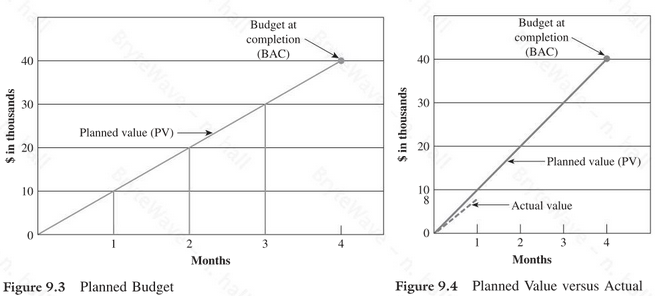 Budget at
completion
(BAC)
40
30
20
10
0
$ in thousands
Planned value (PV)
1 2 3 4
Months
Figure 9.3 Planned Budget
Budget at
completion
(BAC)
40
30
20
10
8
0
$ in thousands
Planned value (PV)
Actual value
1 2 3 4
Months
Figure 9.4 Planned Value versus Actual